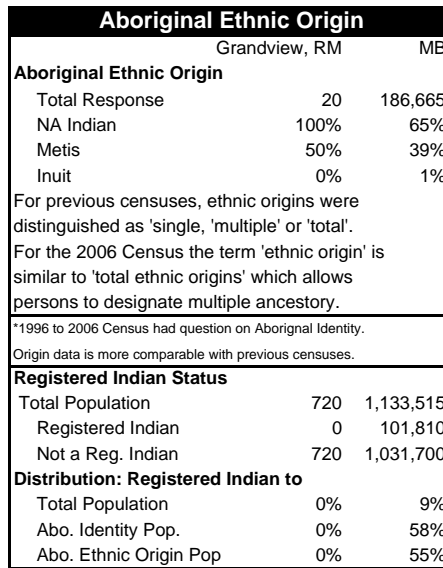 Aboriginal Ethnic Origin
Grandview, RM MB
Aboriginal Ethnic Origin
Total Response 20 186,665
NA Indian 100% 65%
Metis 50% 39%
Inuit 0% 1%
For previous censuses, ethnic origins were
distinguished as 'single, 'multiple' or 'total'.
For the 2006 Census the term 'ethnic origin' is
similar to 'total ethnic origins' which allows
persons to designate multiple ancestory.
*1996 to 2006 Census had question on Aborignal Identity.
Origin data is more comparable with previous censuses.
Registered Indian Status
Total Population 720 1,133,515
Registered Indian 0 101,810
Not a Reg. Indian 720 1,031,700
Distribution: Registered Indian to
Total Population 0% 9%
Abo. Identity Pop. 0% 58%
Abo. Ethnic Origin Pop 0% 55%